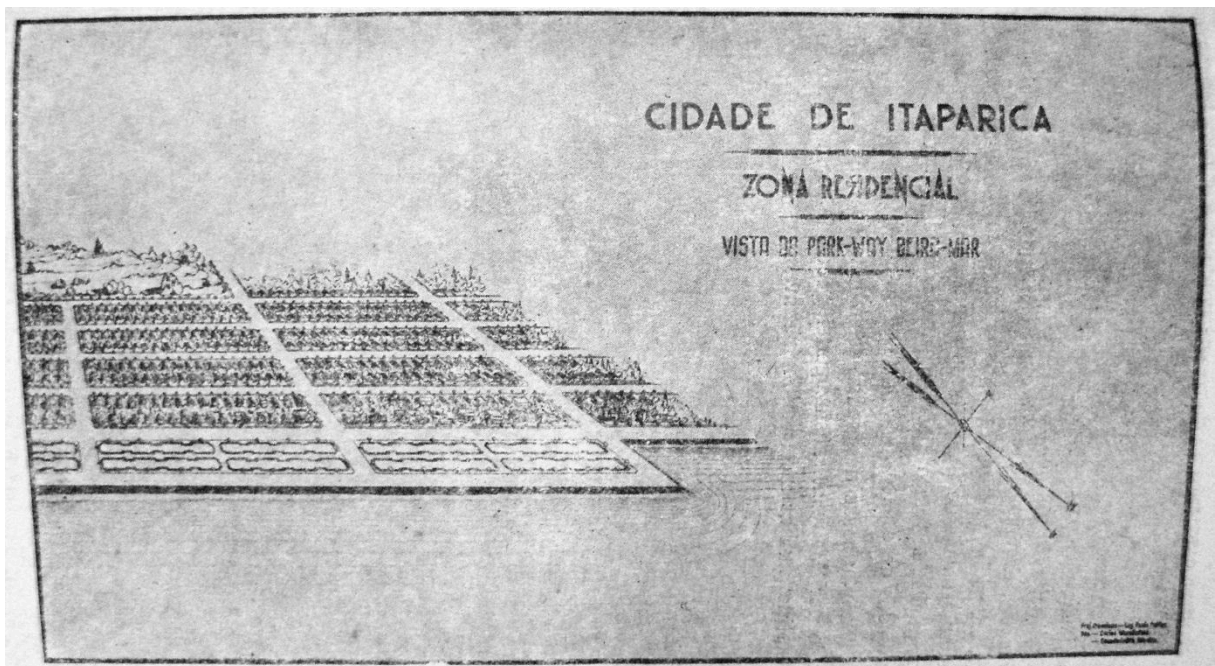 CIDADE DE ITAPARICA
ZONA RESIDENCIAL
VISTA DO PARK-WAY BEIRA-MAR